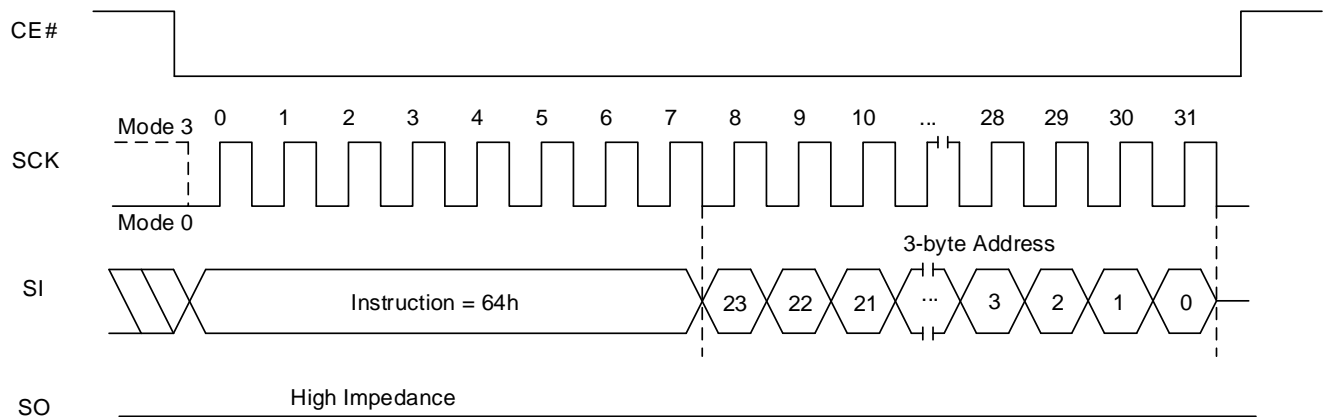 CE#
0 1 2 3 4 5 6 7 8 9 10 ... 28 29 30 31
Mode 3
SCK
Mode 0
3-byte Address
SI
Instruction = 64h
23 22 21 ... 3 2 1 0
High Impedance
SO